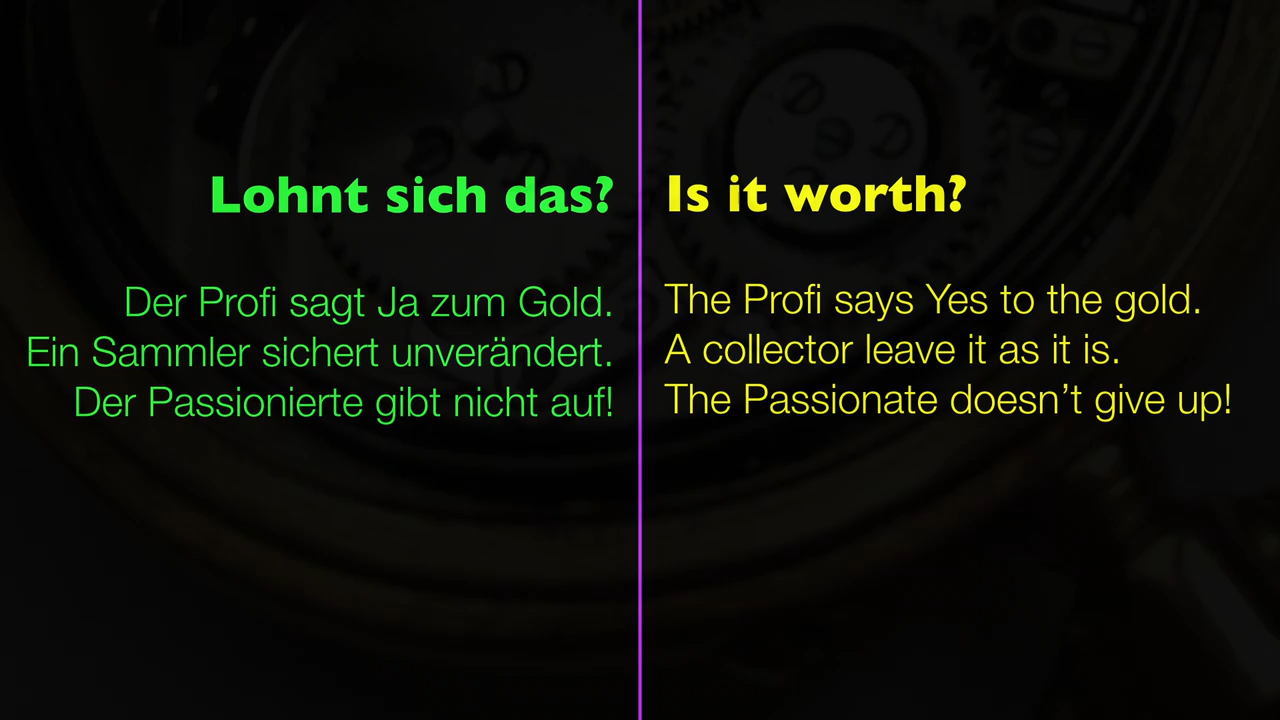 Lohnt sich das?
Der Profi sagt Ja zum Gold.
Ein Sammler sichert unverändert.
Der Passionierte gibt nicht auf!
Is it worth?
The Profi says Yes to the gold.
A collector leave it as it is.
The Passionate doesn’t give up!